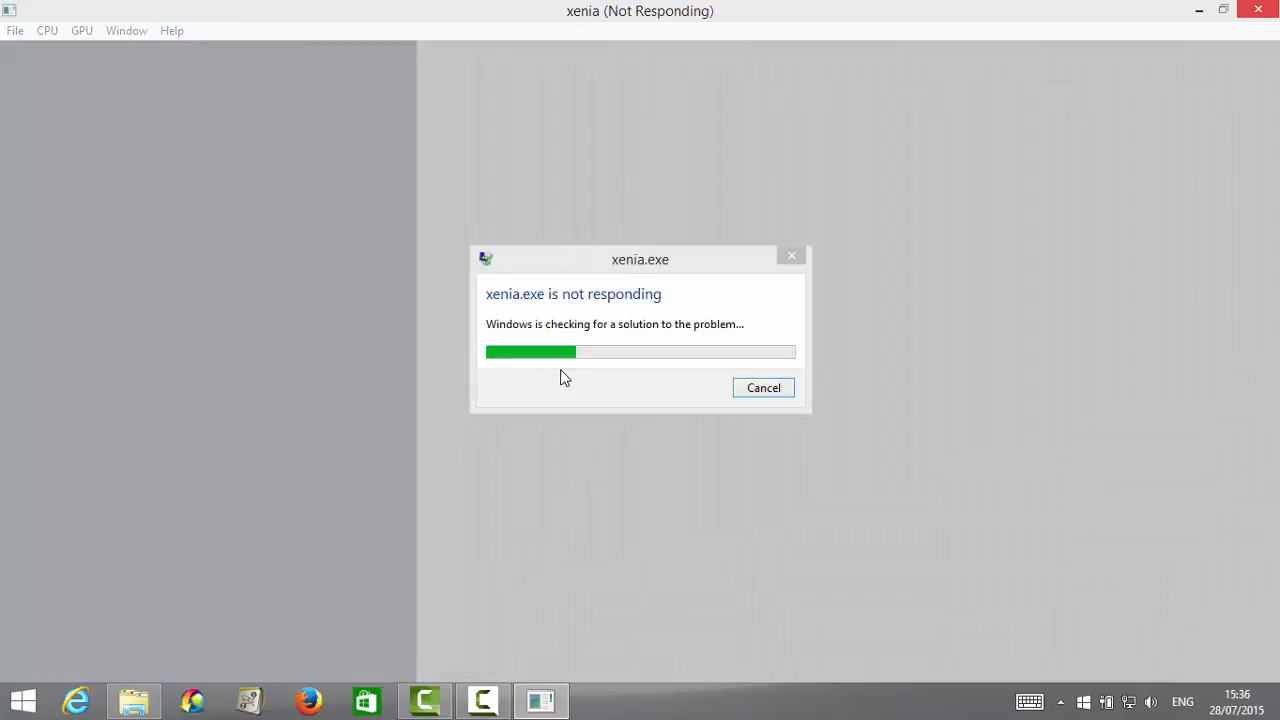 xenia (Not Responding)
File CPU GPU Window Help
xenia.exe
xenia.exe is not responding
Windows is checking for a solution to the problem...
Cancel
ENG
15:36
28/07/2015